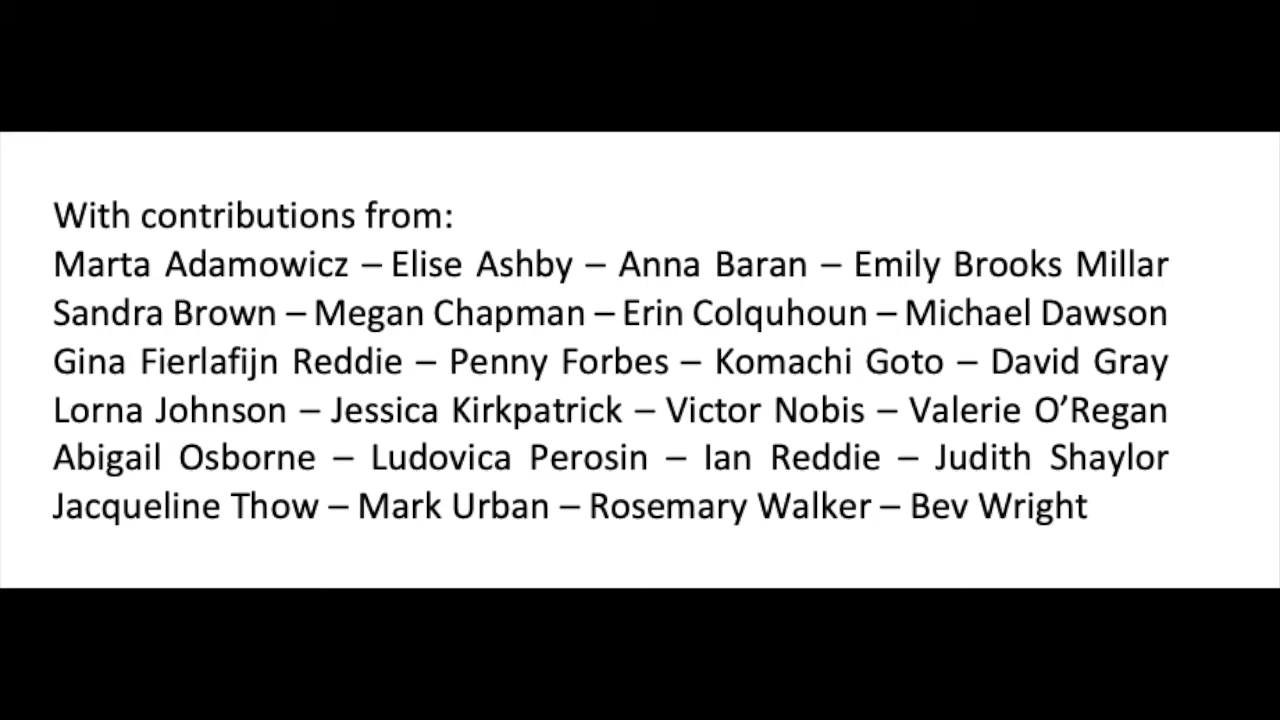 With contributions from:
Marta Adamowicz – Elise Ashby – Anna Baran – Emily Brooks Millar
Sandra Brown – Megan Chapman – Erin Colquhoun – Michael Dawson
Gina Fierlafijn Reddie – Penny Forbes – Komachi Goto – David Gray
Lorna Johnson – Jessica Kirkpatrick – Victor Nobis – Valerie O’Regan
Abigail Osborne – Ludovica Perosin – Ian Reddie – Judith Shaylor
Jacqueline Thow – Mark Urban – Rosemary Walker – Bev Wright